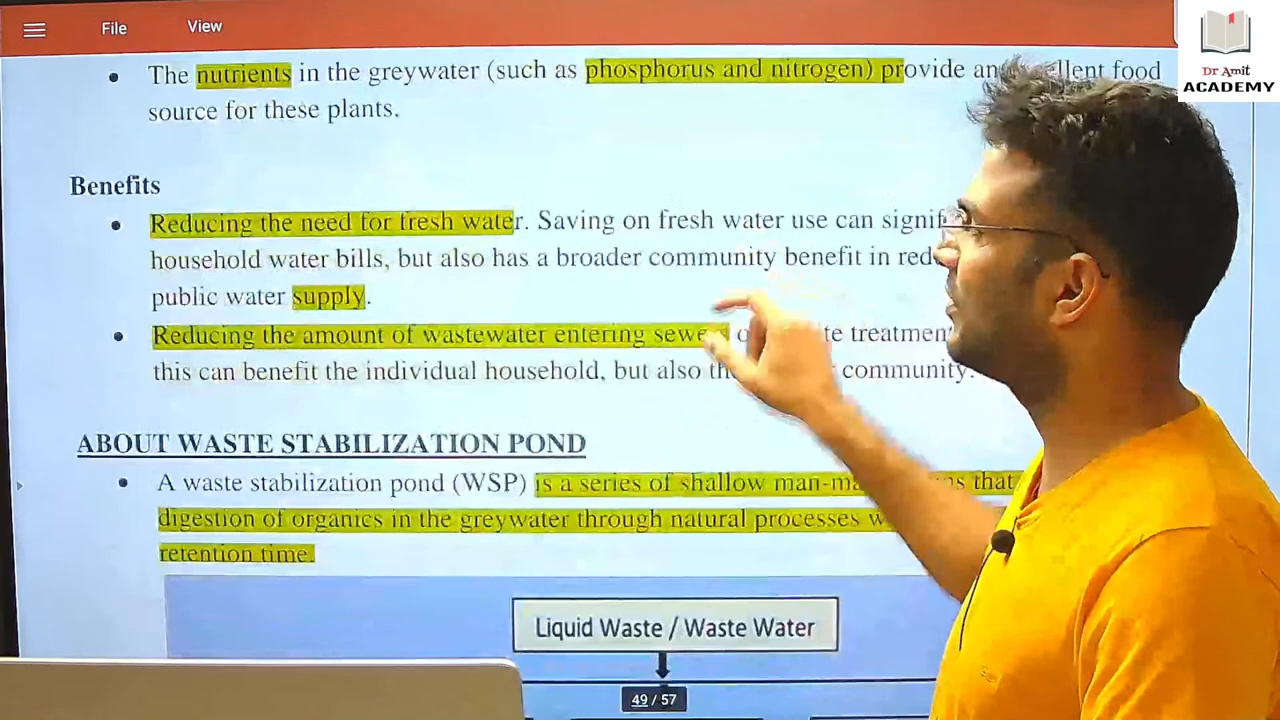 File View
Dr Amit
ACADEMY
The nutrients in the greywater (such as phosphorus and nitrogen) provide an food
source for these plants.
Benefits
Reducing the need for fresh water. Saving on fresh water use can
household water bills, but also has a broader community benefit in
public water supply.
Reducing the amount of wastewater entering treatment
this can benefit the individual household, but also community.
ABOUT WASTE STABILIZATION POND
A waste stabilization pond (WSP) is a series of shallow that
digestion of organics in the greywater through natural processes
retention time.
Liquid Waste / Waste Water
49 / 57